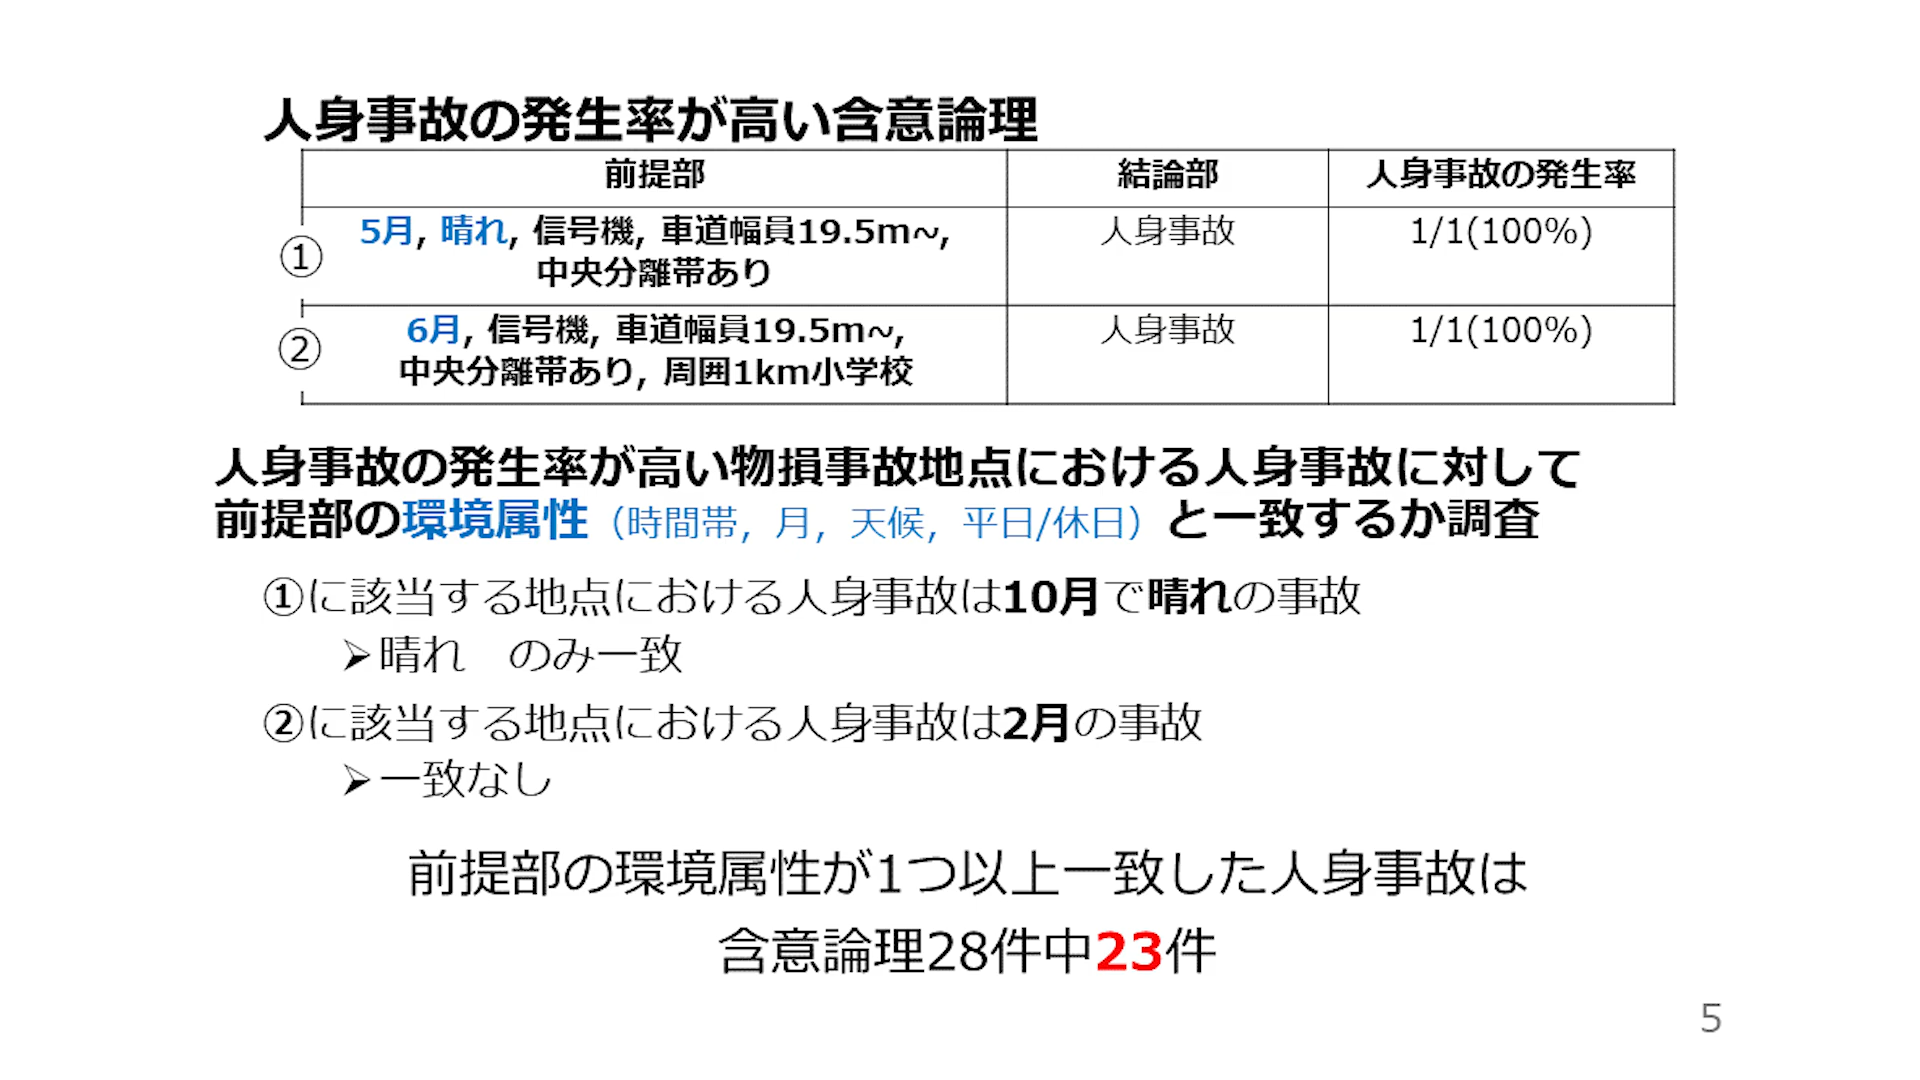 人身事故の発生率が高い含意論理
前提部 結論部 人身事故の発生率
① 5月, 晴れ, 信号機, 車道幅員19.5m~, 人身事故 1/1(100%)
中央分離帯あり
② 6月, 信号機, 車道幅員19.5m~, 人身事故 1/1(100%)
中央分離帯あり, 周囲1km小学校
人身事故の発生率が高い物損事故地点における人身事故に対して
前提部の環境属性（時間帯，月，天候，平日/休日）と一致するか調査
①に該当する地点における人身事故は10月で晴れの事故
➢晴れ　のみ一致
②に該当する地点における人身事故は2月の事故
➢一致なし
前提部の環境属性が1つ以上一致した人身事故は
含意論理28件中23件
5